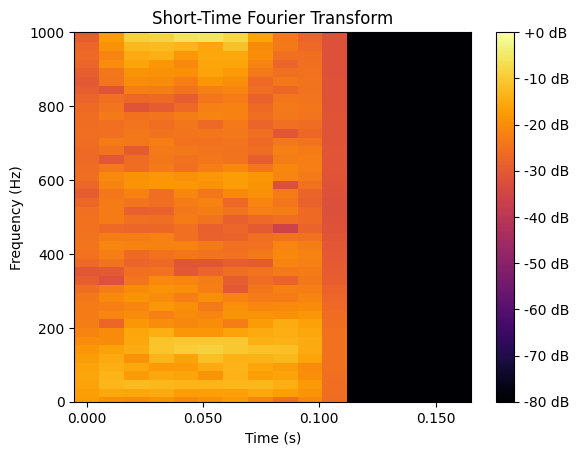 Short-Time Fourier Transform
Frequency (Hz)
1000
800
600
400
200
0
0.000
0.050
0.100
0.150
Time (s)
+0 dB
-10 dB
-20 dB
-30 dB
-40 dB
-50 dB
-60 dB
-70 dB
-80 dB